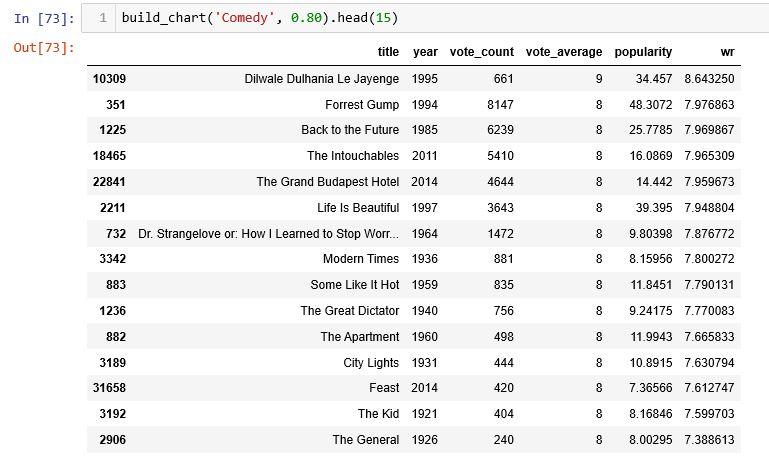 In [73]: 1 build_chart('Comedy', 0.80).head(15)
Out[73]:
title year vote_count vote_average popularity wr
10309 Dilwale Dulhania Le Jayenge 1995 661 9 34.457 8.643250
351 Forrest Gump 1994 8147 8 48.3072 7.976863
1225 Back to the Future 1985 6239 8 25.7785 7.969867
18465 The Intouchables 2011 5410 8 16.0869 7.965309
22841 The Grand Budapest Hotel 2014 4644 8 14.442 7.959673
2211 Life Is Beautiful 1997 3643 8 39.395 7.948804
732 Dr. Strangelove or: How I Learned to Stop Worr... 1964 1472 8 9.80398 7.876772
3342 Modern Times 1936 881 8 8.15956 7.800272
883 Some Like It Hot 1959 835 8 11.8451 7.790131
1236 The Great Dictator 1940 756 8 9.24175 7.770083
882 The Apartment 1960 498 8 11.9943 7.665833
3189 City Lights 1931 444 8 10.8915 7.630794
31658 Feast 2014 420 8 7.36566 7.612747
3192 The Kid 1921 404 8 8.16846 7.599703
2906 The General 1926 240 8 8.00295 7.388613